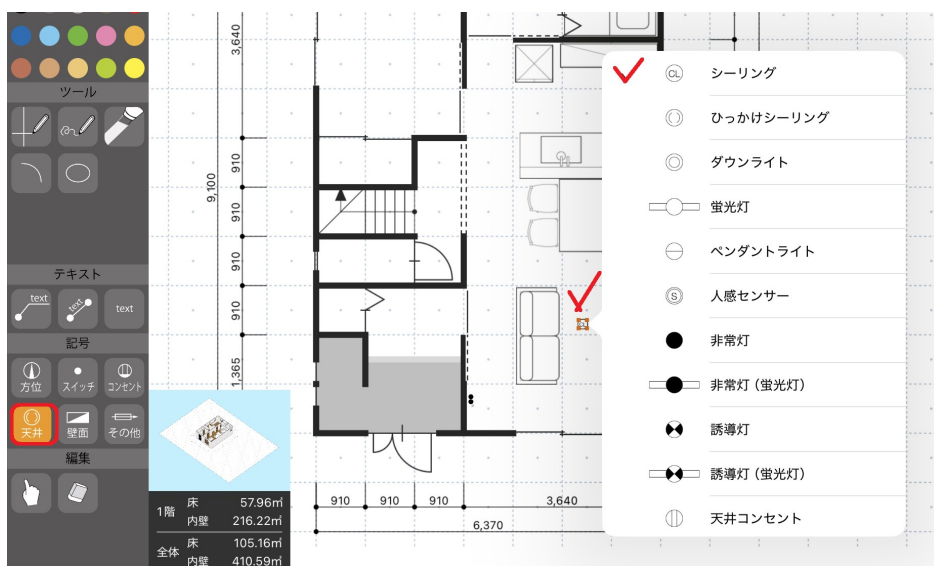 ツール
テキスト
text
text
text
記号
方位
スイッチ
コンセント
天井
壁面
その他
編集
1階
床
57.96㎡
内壁
216.22㎡
全体
床
105.16㎡
内壁
410.59㎡
3,640
910
9,100
910
910
910
1,365
910
910
910
3,640
6,370
CL
シーリング
ひっかけシーリング
ダウンライト
蛍光灯
ペンダントライト
S
人感センサー
非常灯
非常灯 (蛍光灯)
誘導灯
誘導灯 (蛍光灯)
天井コンセント